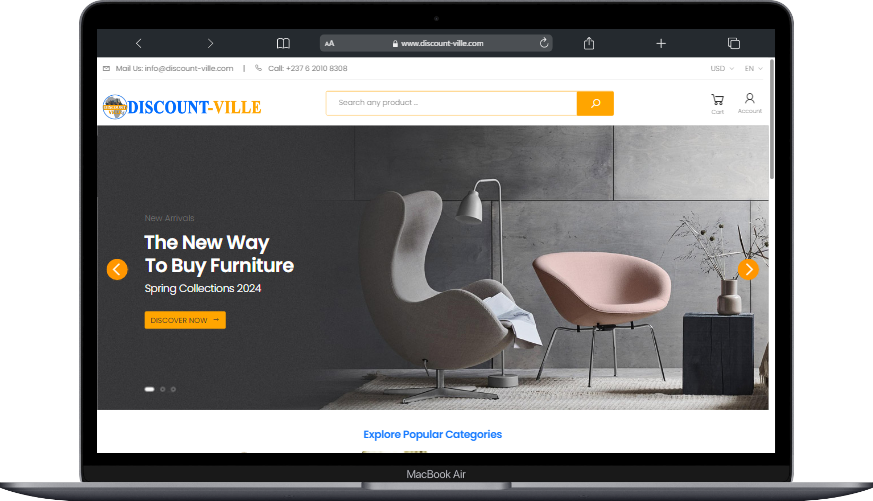 AA www.discount-ville.com
Mail Us: info@discount-ville.com | Call: +237 6 2010 8308 USD EN
DISCOUNT-VILLE
Search any product ...
Cart Account
New Arrivals
The New Way
To Buy Furniture
Spring Collections 2024
DISCOVER NOW →
Explore Popular Categories
MacBook Air